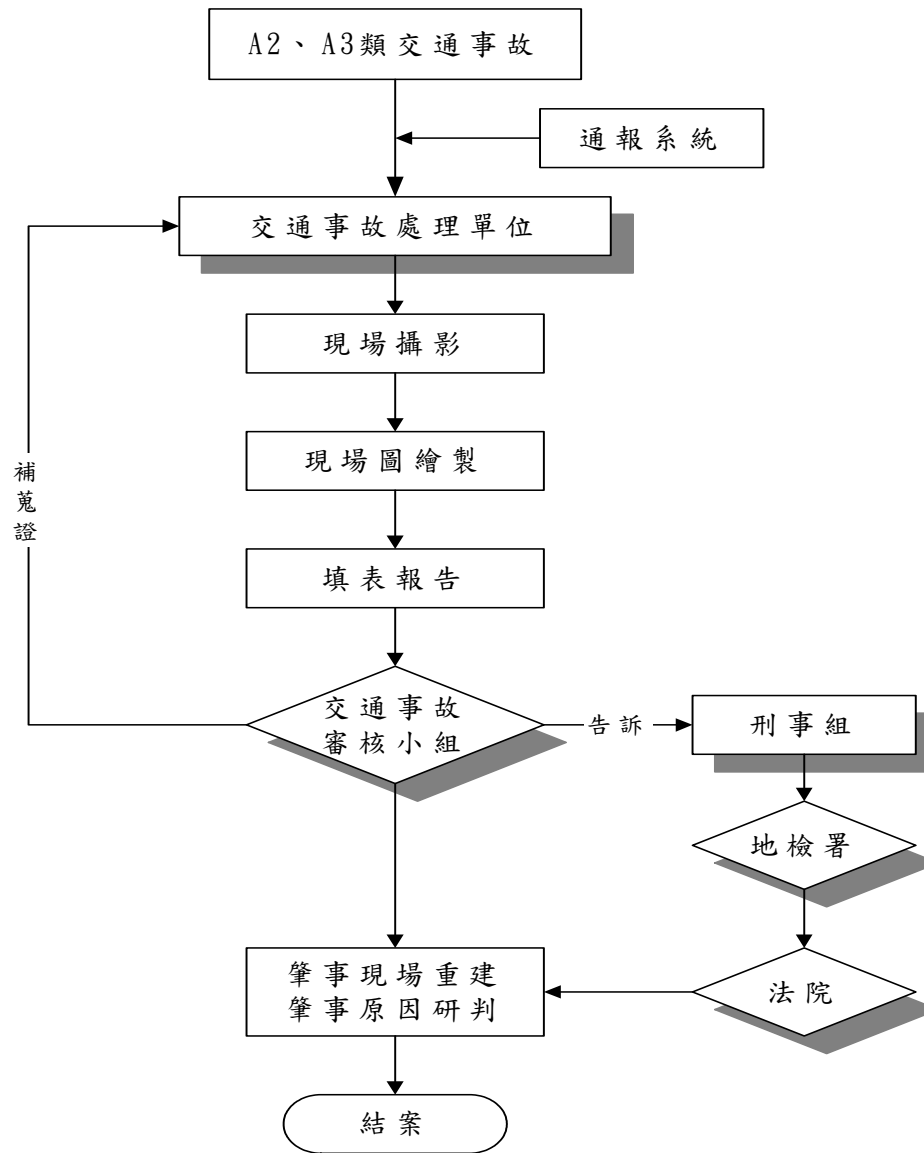 A2、A3類交通事故
通報系統
交通事故處理單位
現場攝影
現場圖繪製
補蒐證
填表報告
交通事故
審核小組
告訴
刑事組
地檢署
肇事現場重建
肇事原因研判
法院
結案